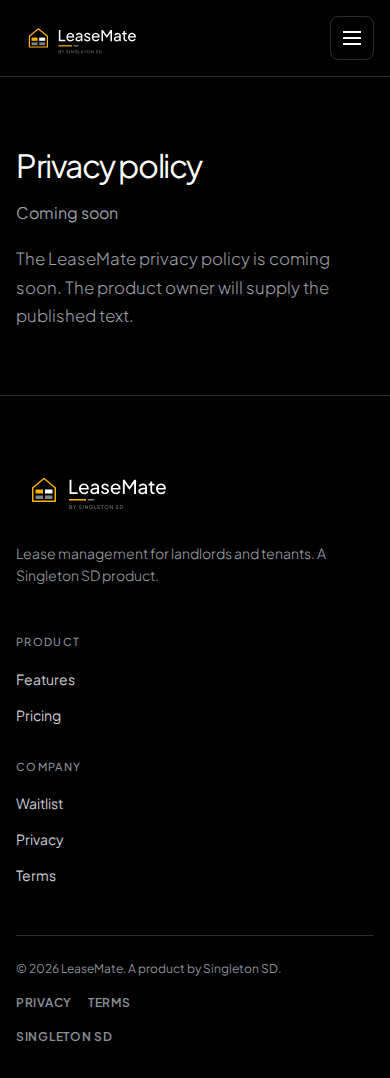 LeaseMate
BY SINGLETON SD
Privacy policy
Coming soon
The LeaseMate privacy policy is coming
soon. The product owner will supply the
published text.
LeaseMate
BY SINGLETON SD
Lease management for landlords and tenants. A
Singleton SD product.
PRODUCT
Features
Pricing
COMPANY
Waitlist
Privacy
Terms
© 2026 LeaseMate. A product by Singleton SD.
PRIVACY TERMS
SINGLETON SD